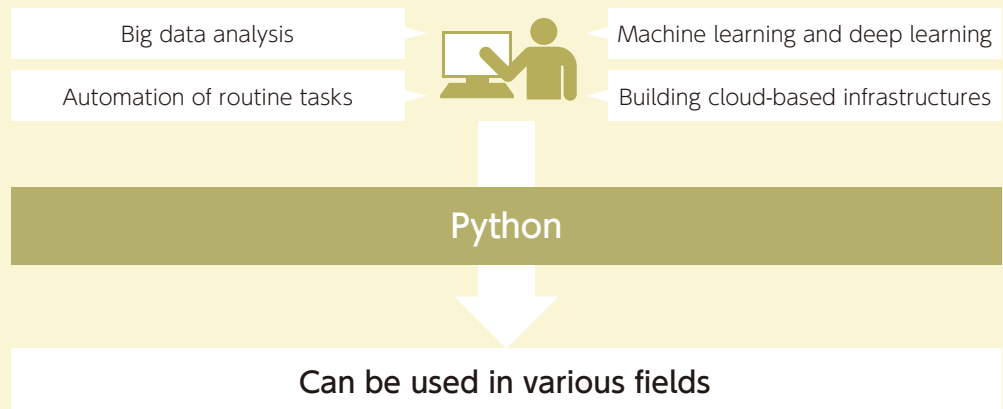 Big data analysis
Machine learning and deep learning
Automation of routine tasks
Building cloud-based infrastructures
Python
Can be used in various fields